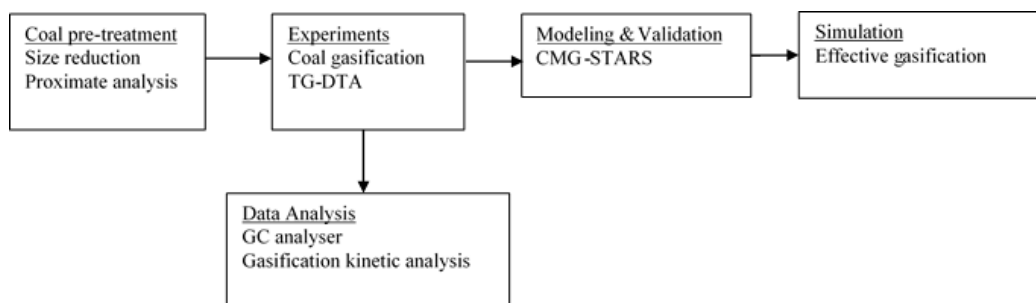 Coal pre-treatment
Size reduction
Proximate analysis
Experiments
Coal gasification
TG-DTA
Modeling & Validation
CMG-STARS
Simulation
Effective gasification
Data Analysis
GC analyser
Gasification kinetic analysis